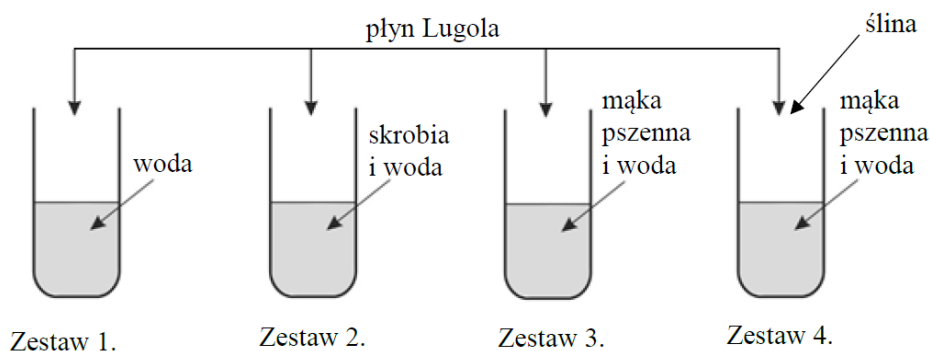 płyn Lugola
ślina
woda
skrobia
i woda
mąka
pszenna
i woda
mąka
pszenna
i woda
Zestaw 1.
Zestaw 2.
Zestaw 3.
Zestaw 4.